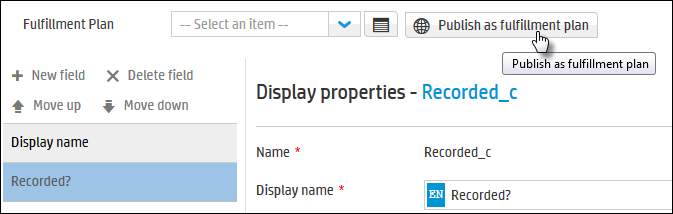 Fulfillment Plan -- Select an item -- Publish as fulfillment plan
Publish as fulfillment plan
New field Delete field
Move up Move down
Display properties - Recorded_c
Display name
Name * Recorded_c
Recorded?
Display name * EN Recorded?